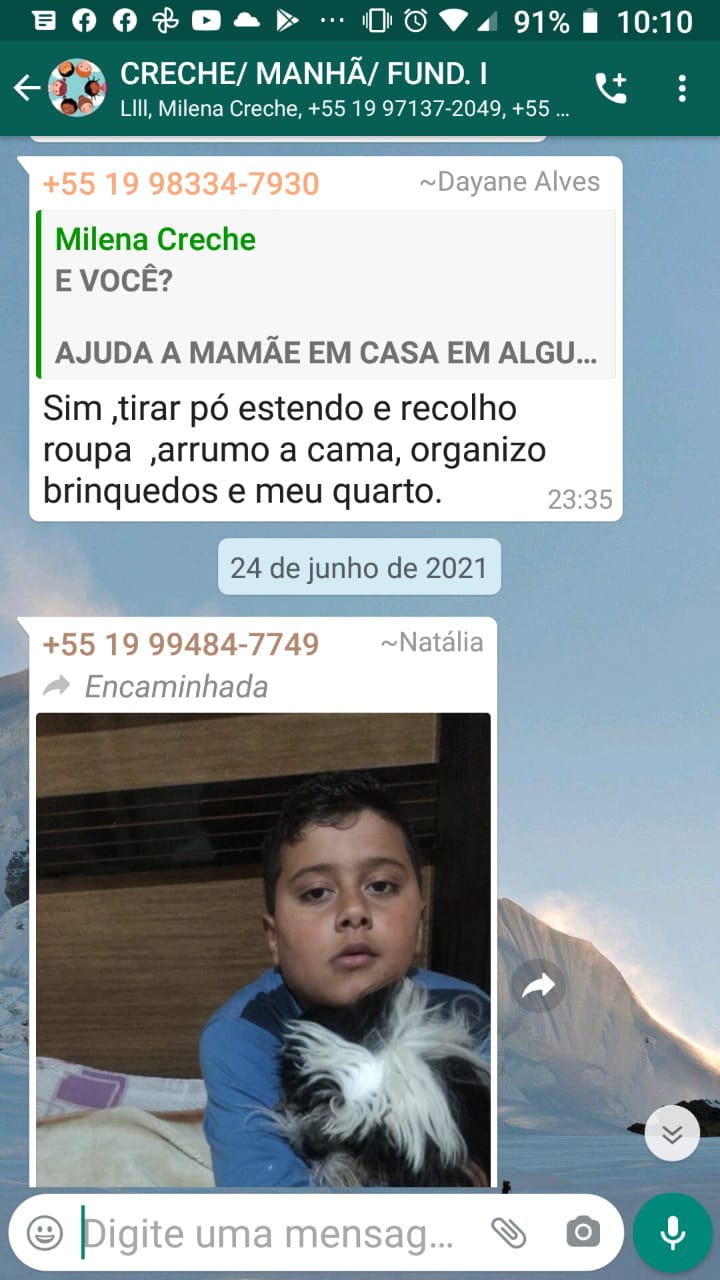 91% 10:10
CRECHE/ MANHÃ/ FUND. I
Llll, Milena Creche, +55 19 97137-2049, +55 ...
+55 19 98334-7930 ~Dayane Alves
Milena Creche
E VOCÊ?
AJUDA A MAMÃE EM CASA EM ALGU...
Sim ,tirar pó estendo e recolho
roupa ,arrumo a cama, organizo
brinquedos e meu quarto.
23:35
24 de junho de 2021
+55 19 99484-7749 ~Natália
Encaminhada
Digite uma mensag...